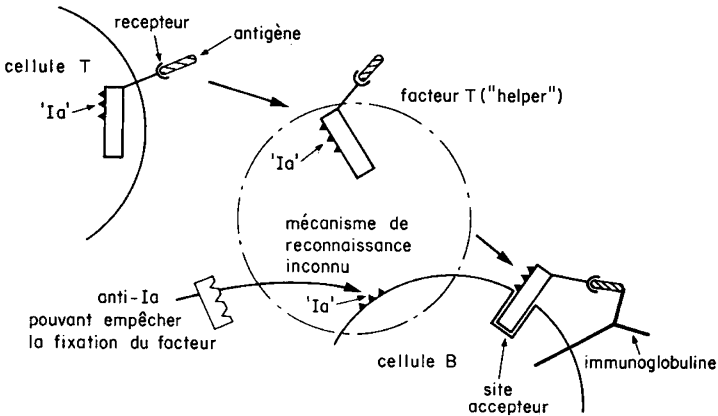 recepteur
antigène
cellule T
'Ia'
facteur T ("helper")
'Ia'
mécanisme de
reconnaissance
inconnu
anti-Ia
pouvant empêcher
la fixation du facteur
'Ia'
cellule B
site
accepteur
immunoglobuline